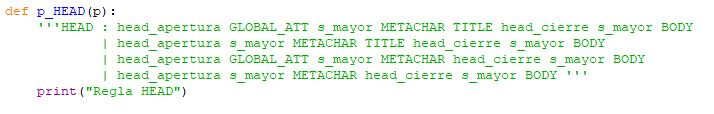 def p_HEAD(p):
    '''HEAD : head_apertura GLOBAL_ATT s_mayor METACHAR TITLE head_cierre s_mayor BODY
            | head_apertura s_mayor METACHAR TITLE head_cierre s_mayor BODY
            | head_apertura GLOBAL_ATT s_mayor METACHAR head_cierre s_mayor BODY
            | head_apertura s_mayor METACHAR head_cierre s_mayor BODY '''
    print("Regla HEAD")